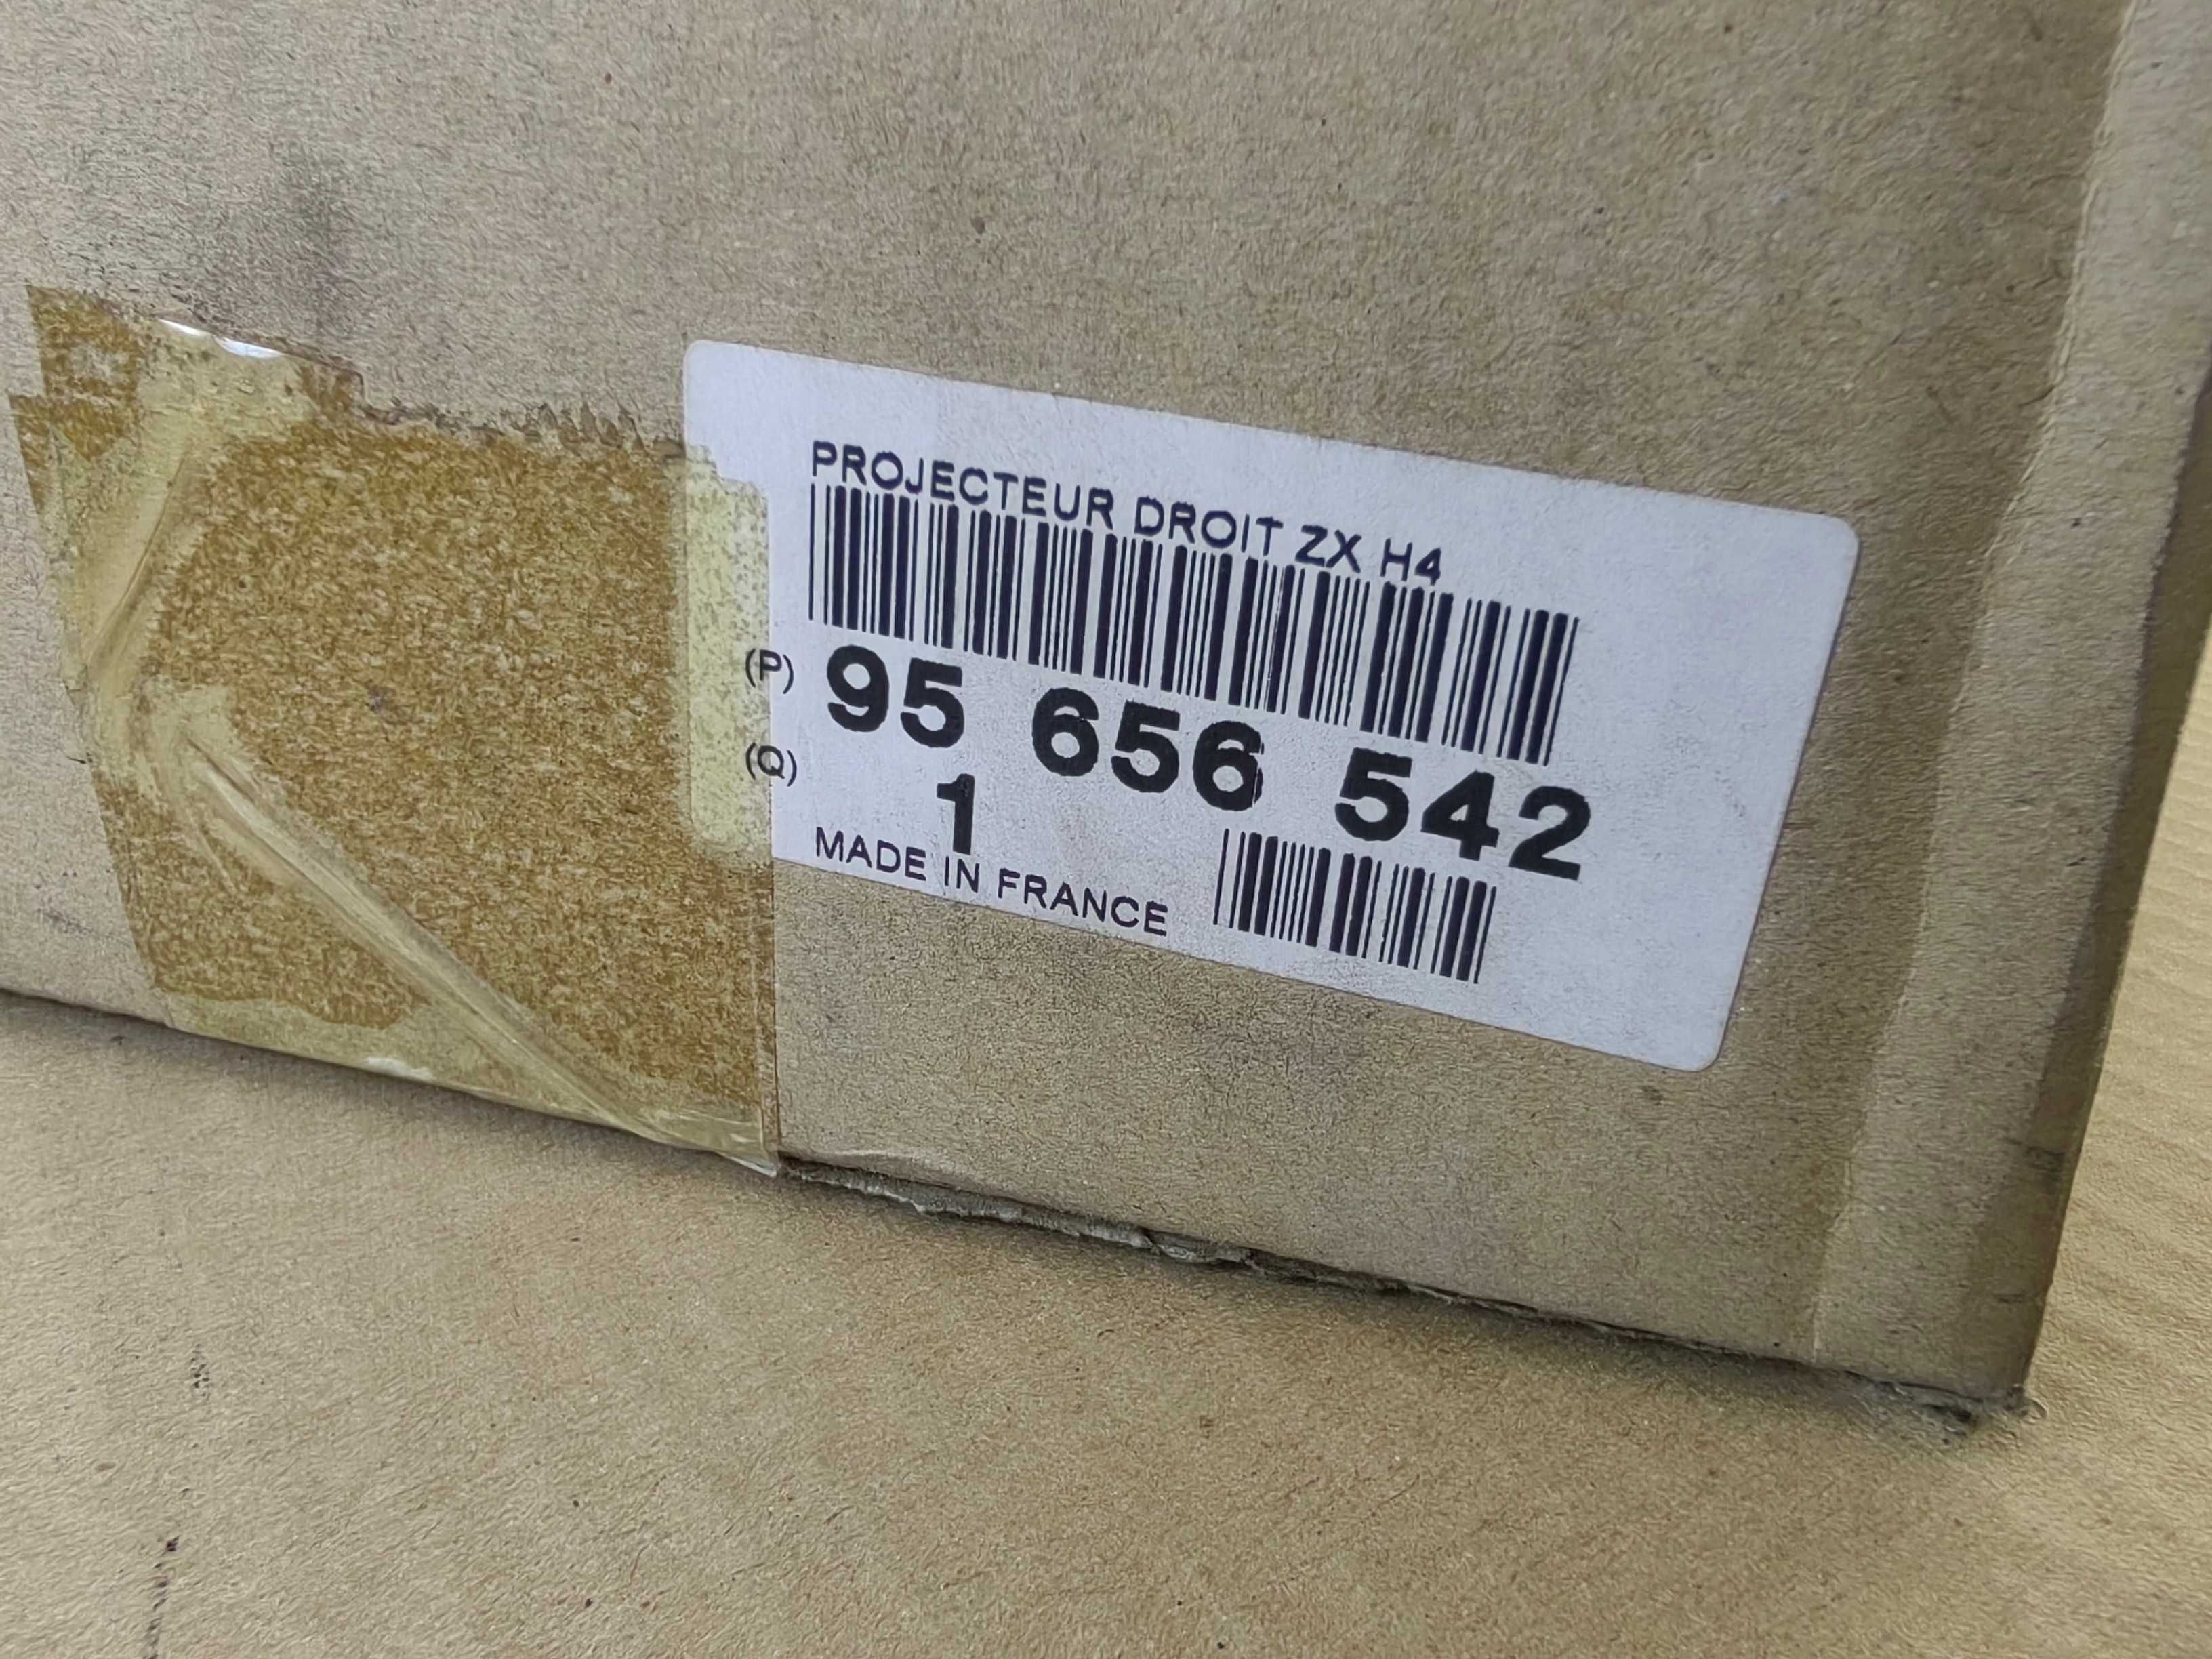 PROJECTEUR DROIT ZX H4
(P) 95 656 542
(Q) 1
MADE IN FRANCE